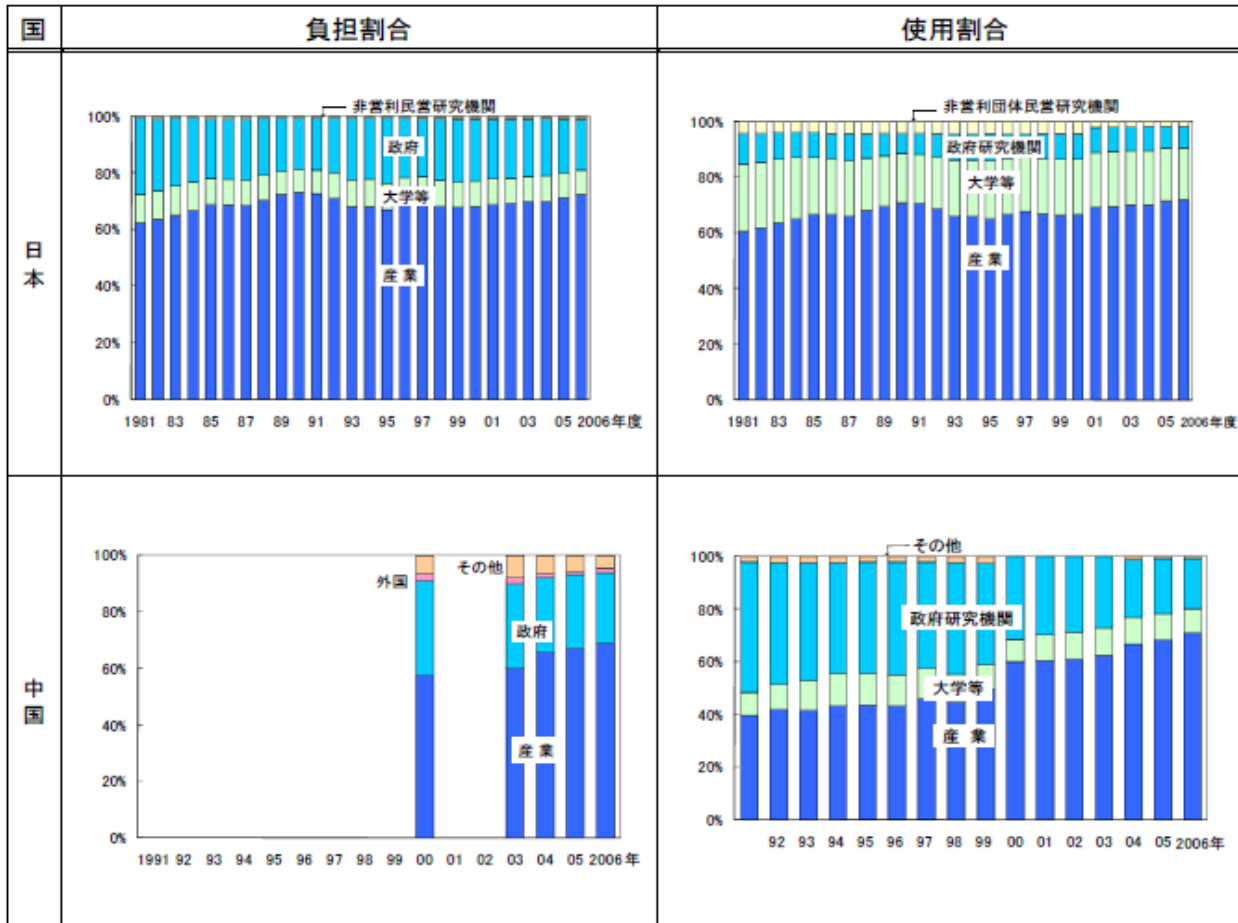 国 負担割合 使用割合
日本
非営利民営研究機関
100%
80%
60%
40%
20%
0%
政府
大学等
産業
1981 83 85 87 89 91 93 95 97 99 01 03 05 2006年度
非営利団体民営研究機関
100%
80%
60%
40%
20%
0%
政府研究機関
大学等
産業
1981 83 85 87 89 91 93 95 97 99 01 03 05 2006年度
中国
100%
80%
60%
40%
20%
0%
外国
その他
政府
産業
1991 92 93 94 95 96 97 98 99 00 01 02 03 04 05 2006年
その他
100%
80%
60%
40%
20%
0%
政府研究機関
大学等
産業
92 93 94 95 96 97 98 99 00 01 02 03 04 05 2006年